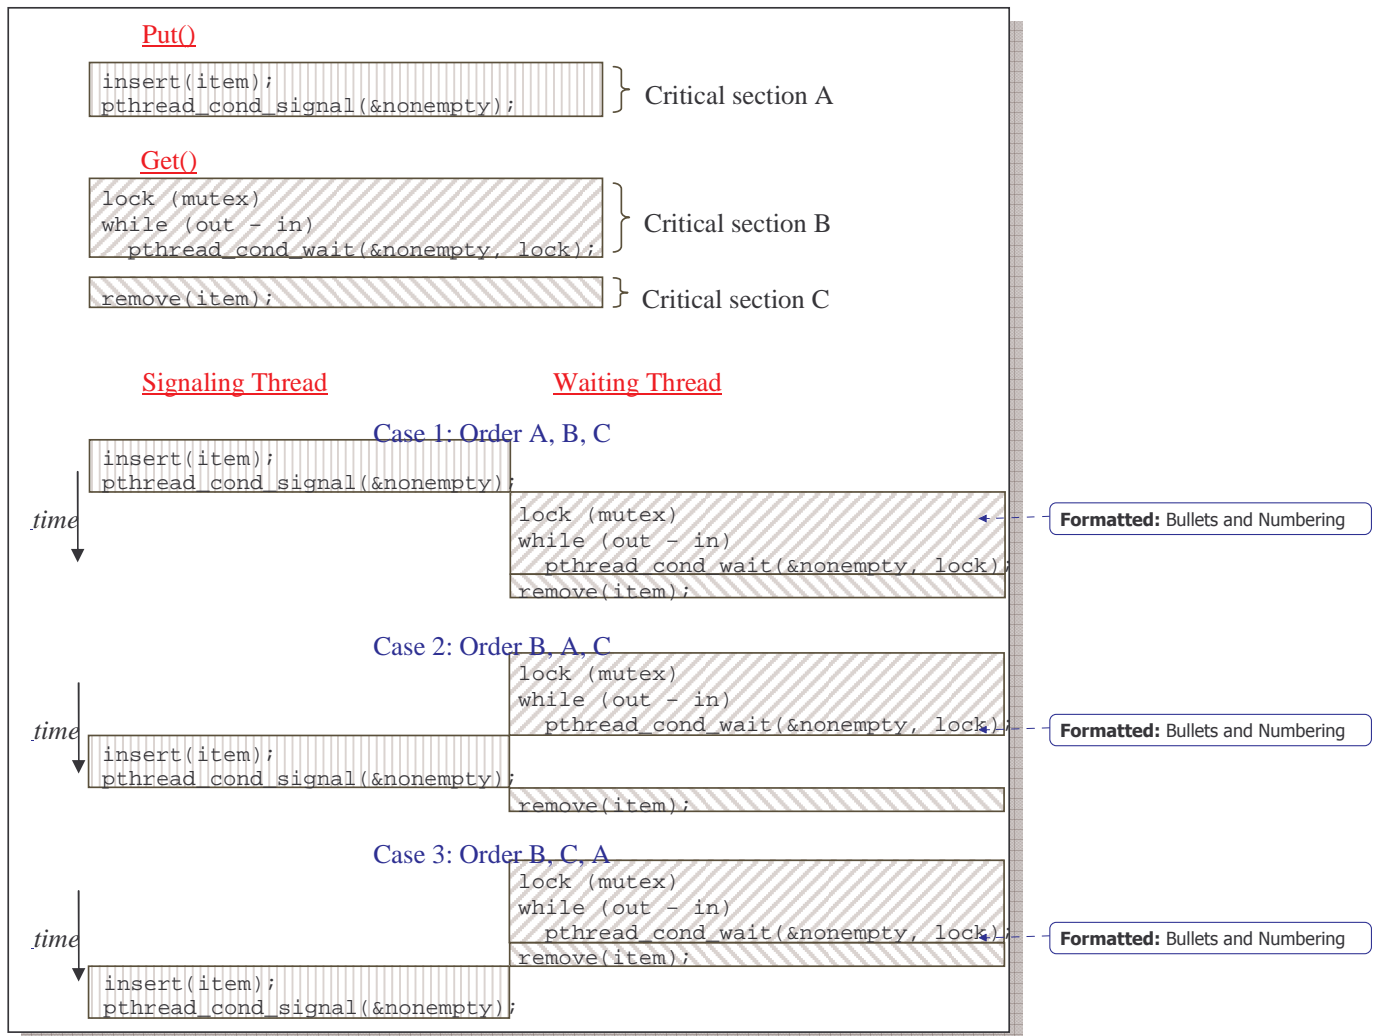 Put()
insert(item);
pthread_cond_signal(&nonempty);
Critical section A
Get()
lock (mutex)
while (out – in)
pthread_cond_wait(&nonempty, lock);
Critical section B
remove(item);
Critical section C
Signaling Thread
Waiting Thread
Case 1: Order A, B, C
insert(item);
pthread_cond_signal(&nonempty);
time
lock (mutex)
while (out – in)
pthread_cond_wait(&nonempty, lock);
remove(item);
Formatted: Bullets and Numbering
Case 2: Order B, A, C
lock (mutex)
while (out – in)
pthread_cond_wait(&nonempty, lock);
time
insert(item);
pthread_cond_signal(&nonempty);
remove(item);
Formatted: Bullets and Numbering
Case 3: Order B, C, A
lock (mutex)
while (out – in)
pthread_cond_wait(&nonempty, lock);
time
remove(item);
insert(item);
pthread_cond_signal(&nonempty;
Formatted: Bullets and Numbering